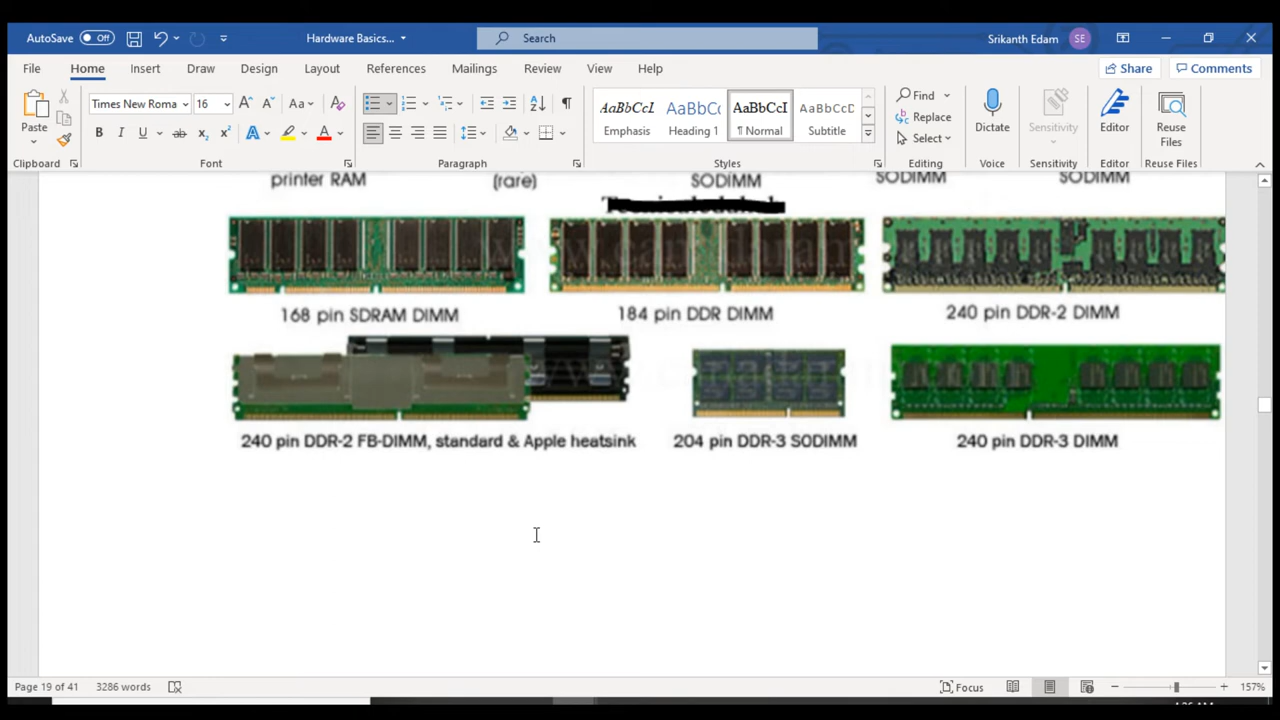 AutoSave Off Hardware Basics... Search Srikanth Edam SE
File Home Insert Draw Design Layout References Mailings Review View Help Share Comments
Paste
Clipboard
Times New Roma 16 Aa
B I U ab x₂ x² A A
Font
Paragraph
AaBbCcI AaBbCc AaBbCcI AaBbCcD
Emphasis Heading 1 ¶ Normal Subtitle
Styles
Find
Replace
Select
Editing
Dictate
Voice
Sensitivity
Sensitivity
Editor
Editor
Reuse Files
Reuse Files
printer RAM (rare) SODIMM SODIMM SODIMM
168 pin SDRAM DIMM 184 pin DDR DIMM 240 pin DDR-2 DIMM
240 pin DDR-2 FB-DIMM, standard & Apple heatsink 204 pin DDR-3 SODIMM 240 pin DDR-3 DIMM
Page 19 of 41 3286 words Focus 157%